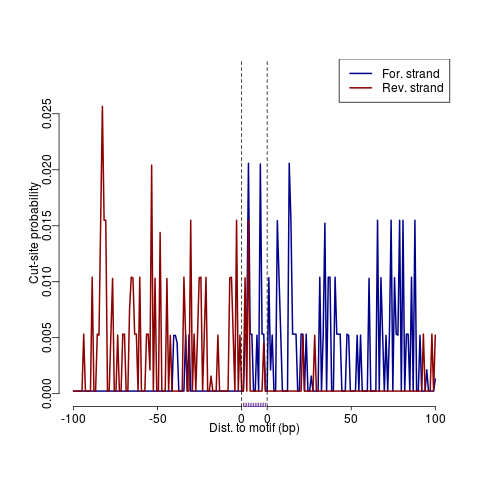 For. strand
Rev. strand
Cut-site probability
0.025
0.020
0.015
0.010
0.005
0.000
-100 -50 0 0 50 100
Dist. to motif (bp)